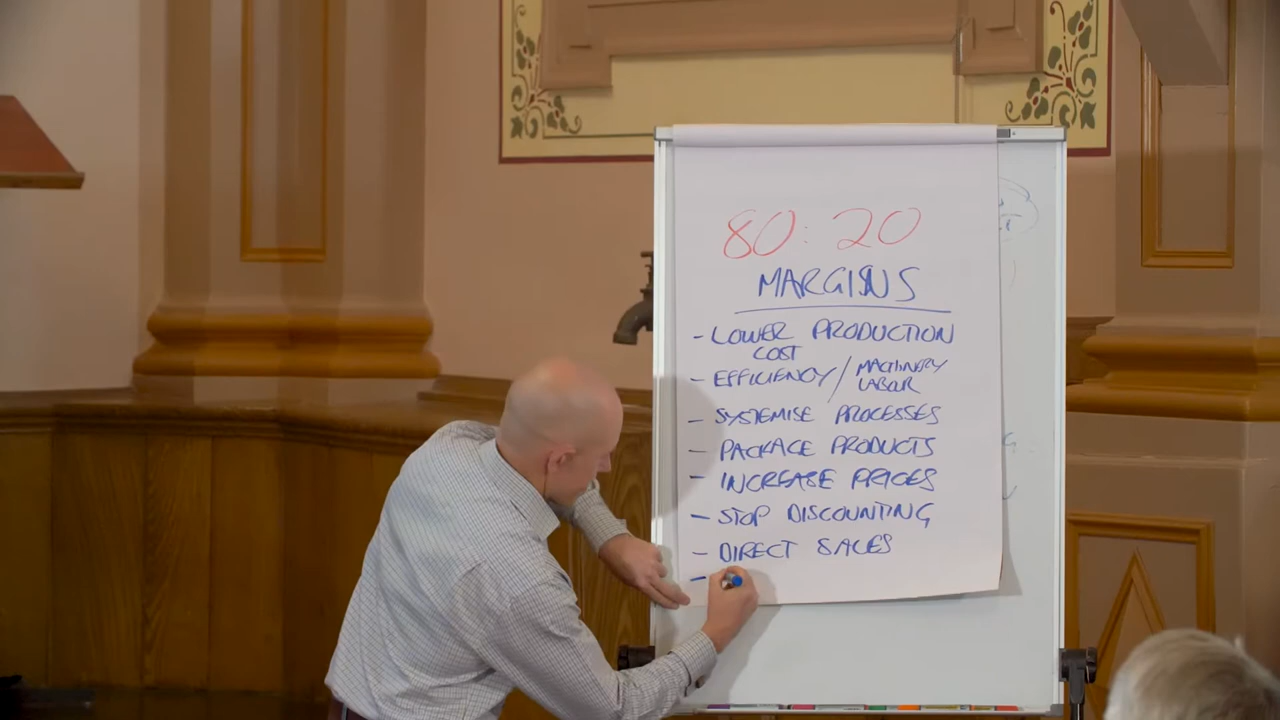 80:20
MARGINS
- LOWER PRODUCTION
COST
- EFFICIENCY / MACHINERY
LABOR
- SYSTEMISE PROCESSES
- PACKAGE PRODUCTS
- INCREASE PRICES
- STOP DISCOUNTING
- DIRECT SALES
-